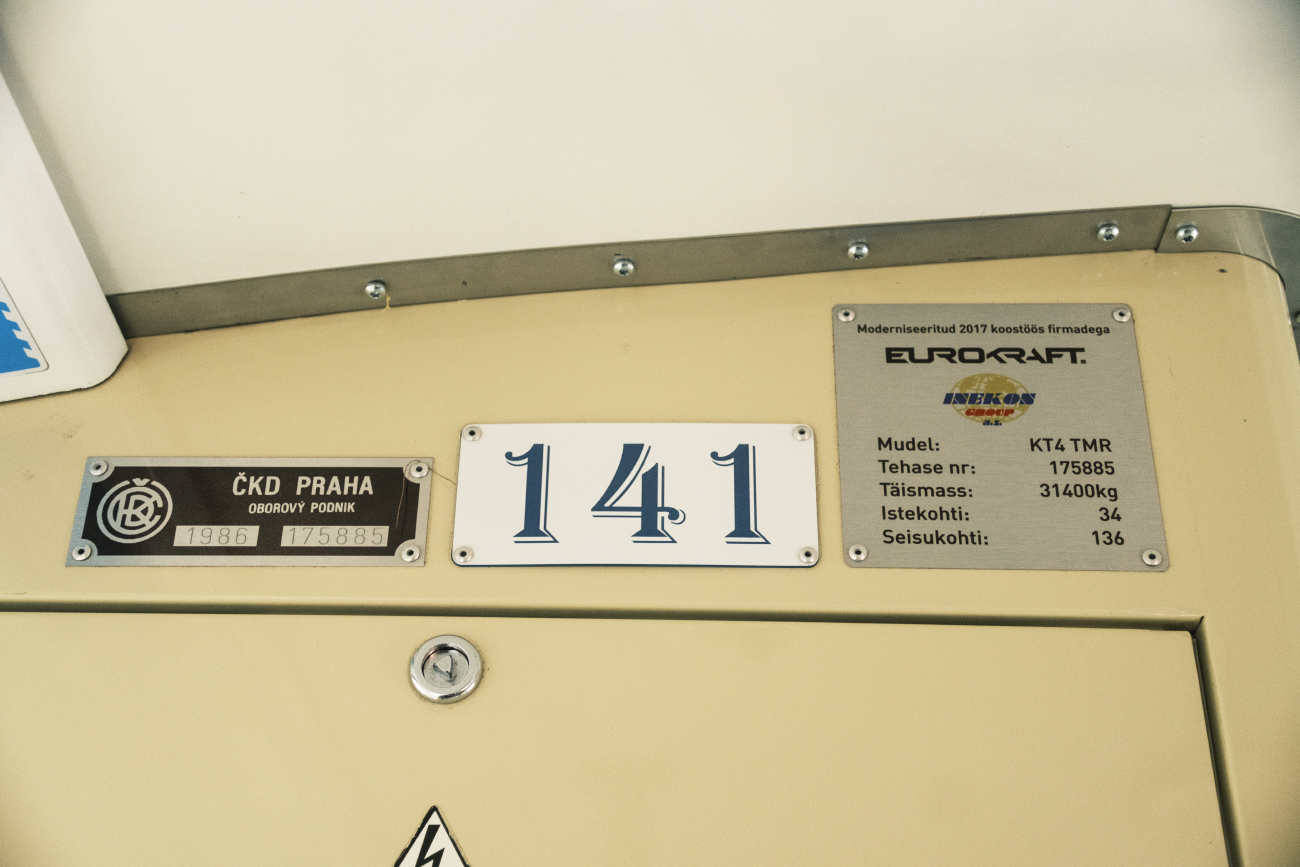 ČKD PRAHA
OBOROVÝ PODNIK
1986 175885
141
Moderniseeritud 2017 koostöös firmadega
EUROKRAFT.
INEKON
GROUP
a.s.
Mudel: KT4 TMR
Tehase nr: 175885
Täismass: 31400kg
Istekohti: 34
Seisukohti: 136